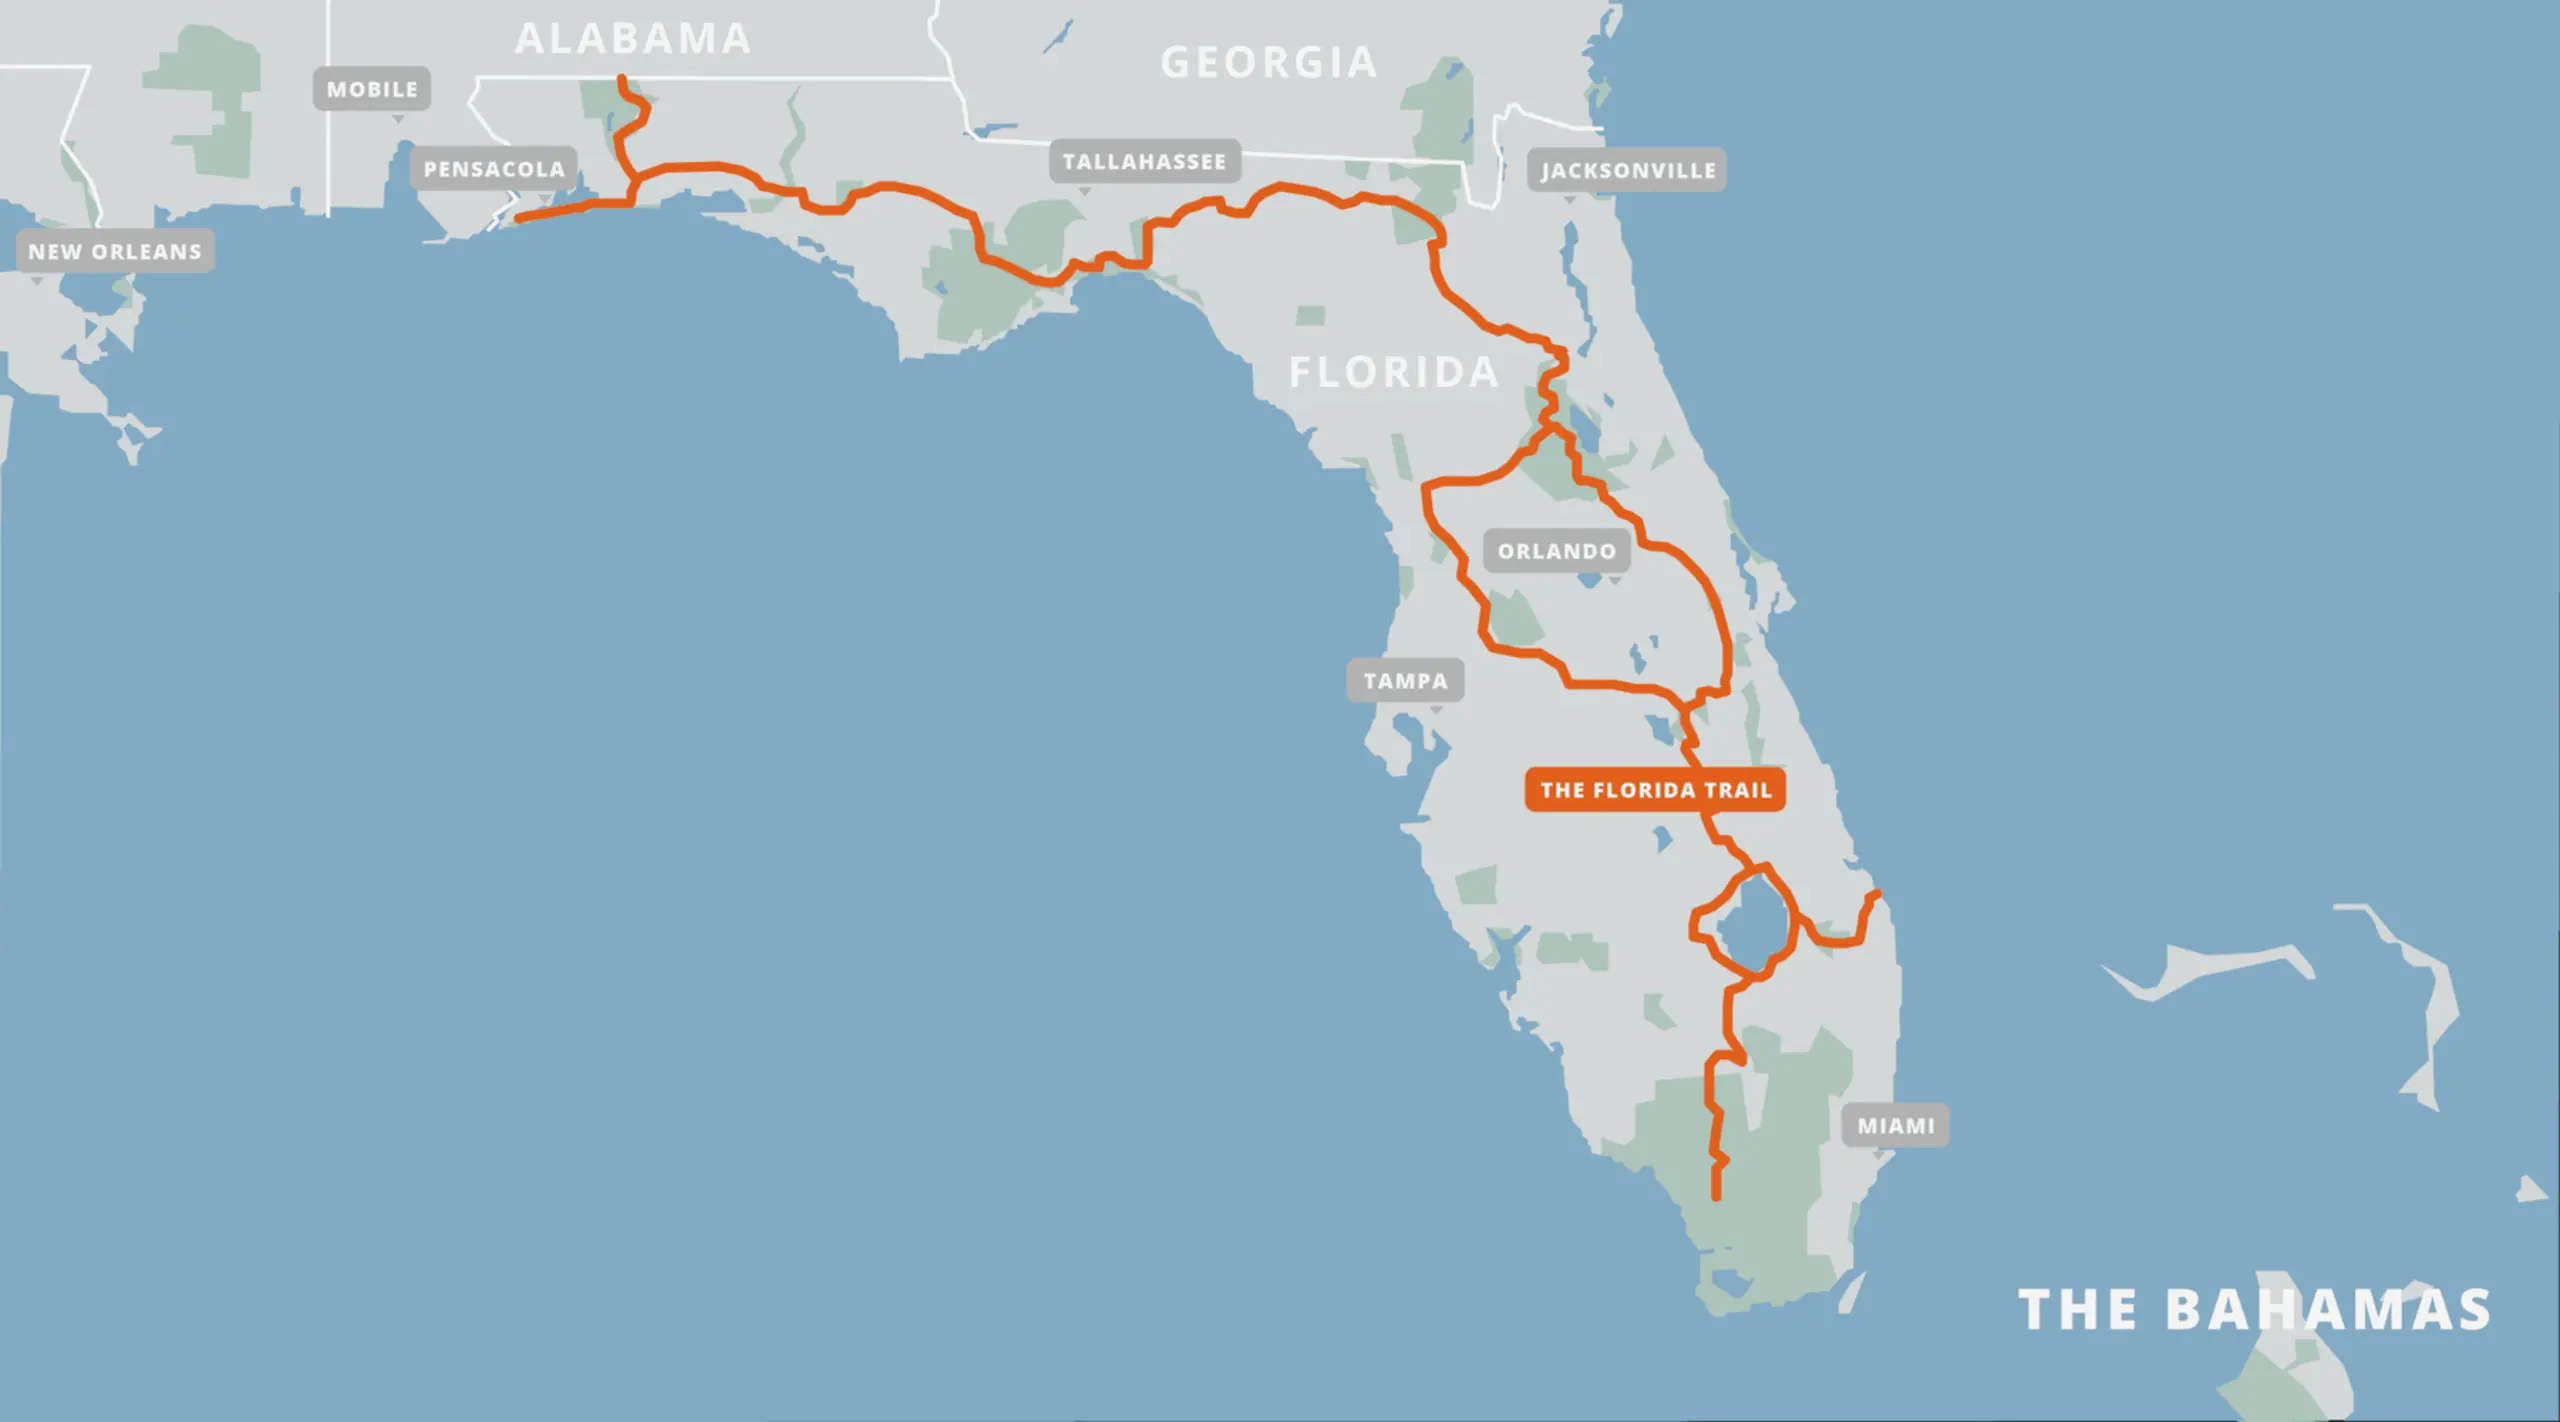 ALABAMA
GEORGIA
MOBILE
PENSACOLA
TALLAHASSEE
JACKSONVILLE
NEW ORLEANS
FLORIDA
ORLANDO
TAMPA
THE FLORIDA TRAIL
MIAMI
THE BAHAMAS